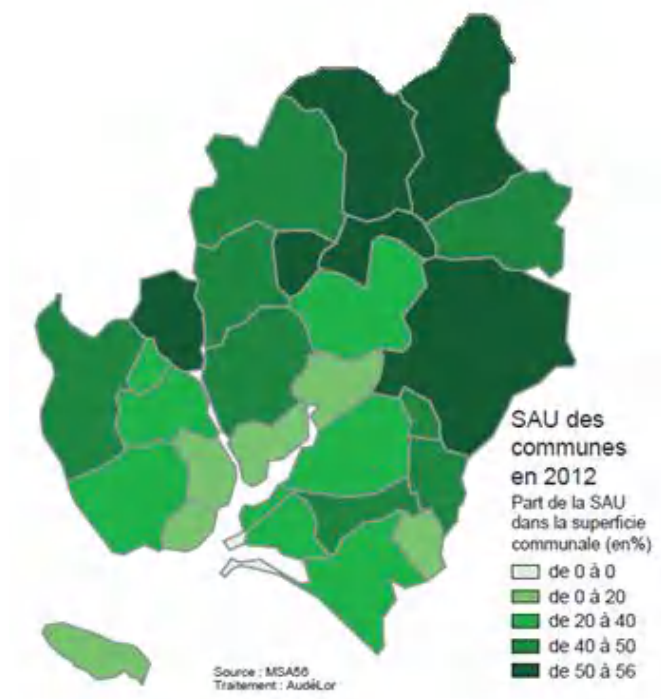 SAU des
communes
en 2012
Part de la SAU
dans la superficie
communale (en%)
de 0 à 0
de 0 à 20
de 20 à 40
de 40 à 50
de 50 à 56
Source : MSA56
Traitement : AudéLor